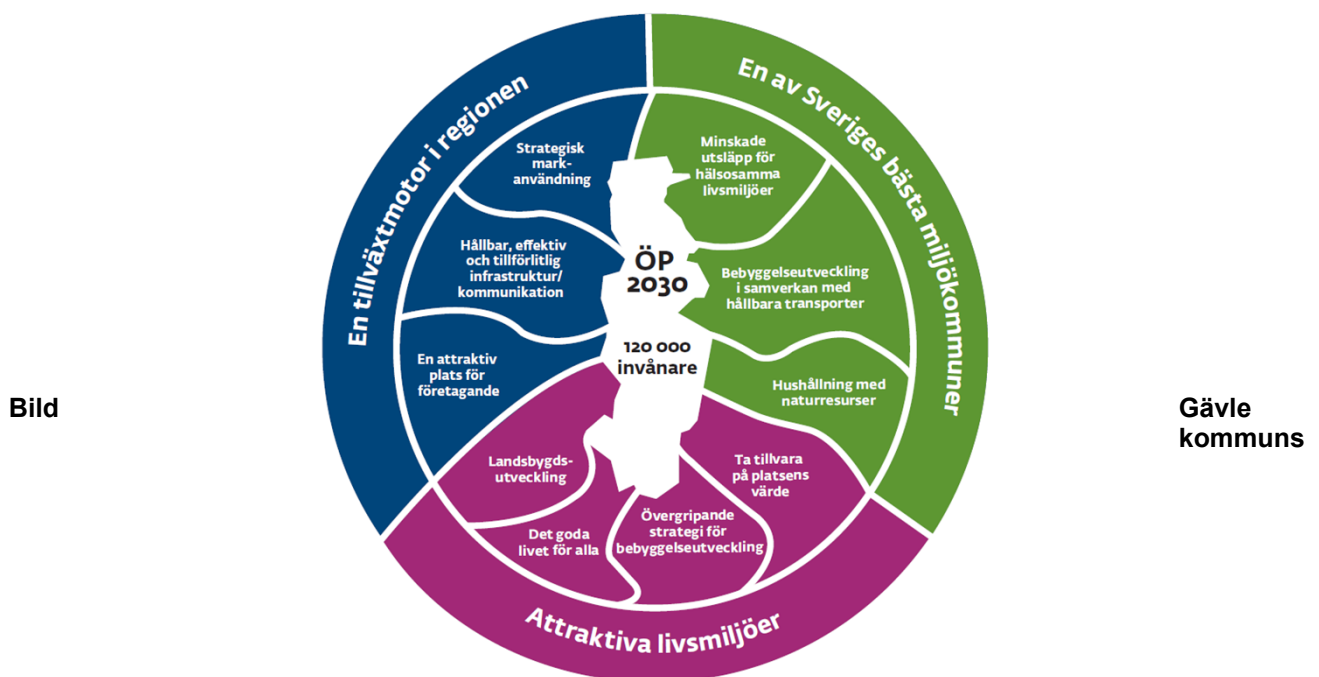 En tillväxtmotor i regionen
En av Sveriges bästa miljökommuner
Strategisk
mark-
användning
Minskade
utsläpp för
hälsosamma
livsmiljöer
Hållbar, effektiv
och tillförlitlig
infrastruktur/
kommunikation
ÖP
2030
Bebyggelseutveckling
i samverkan med
hållbara transporter
120 000
invånare
En attraktiv
plats för
företagande
Hushållning med
naturresurser
Bild
Gävle
kommuns
Landsbygds-
utveckling
Ta tillvara
på platsens
värde
Det goda
livet för alla
Övergripande
strategi för
bebyggelseutveckling
Attraktiva livsmiljöer